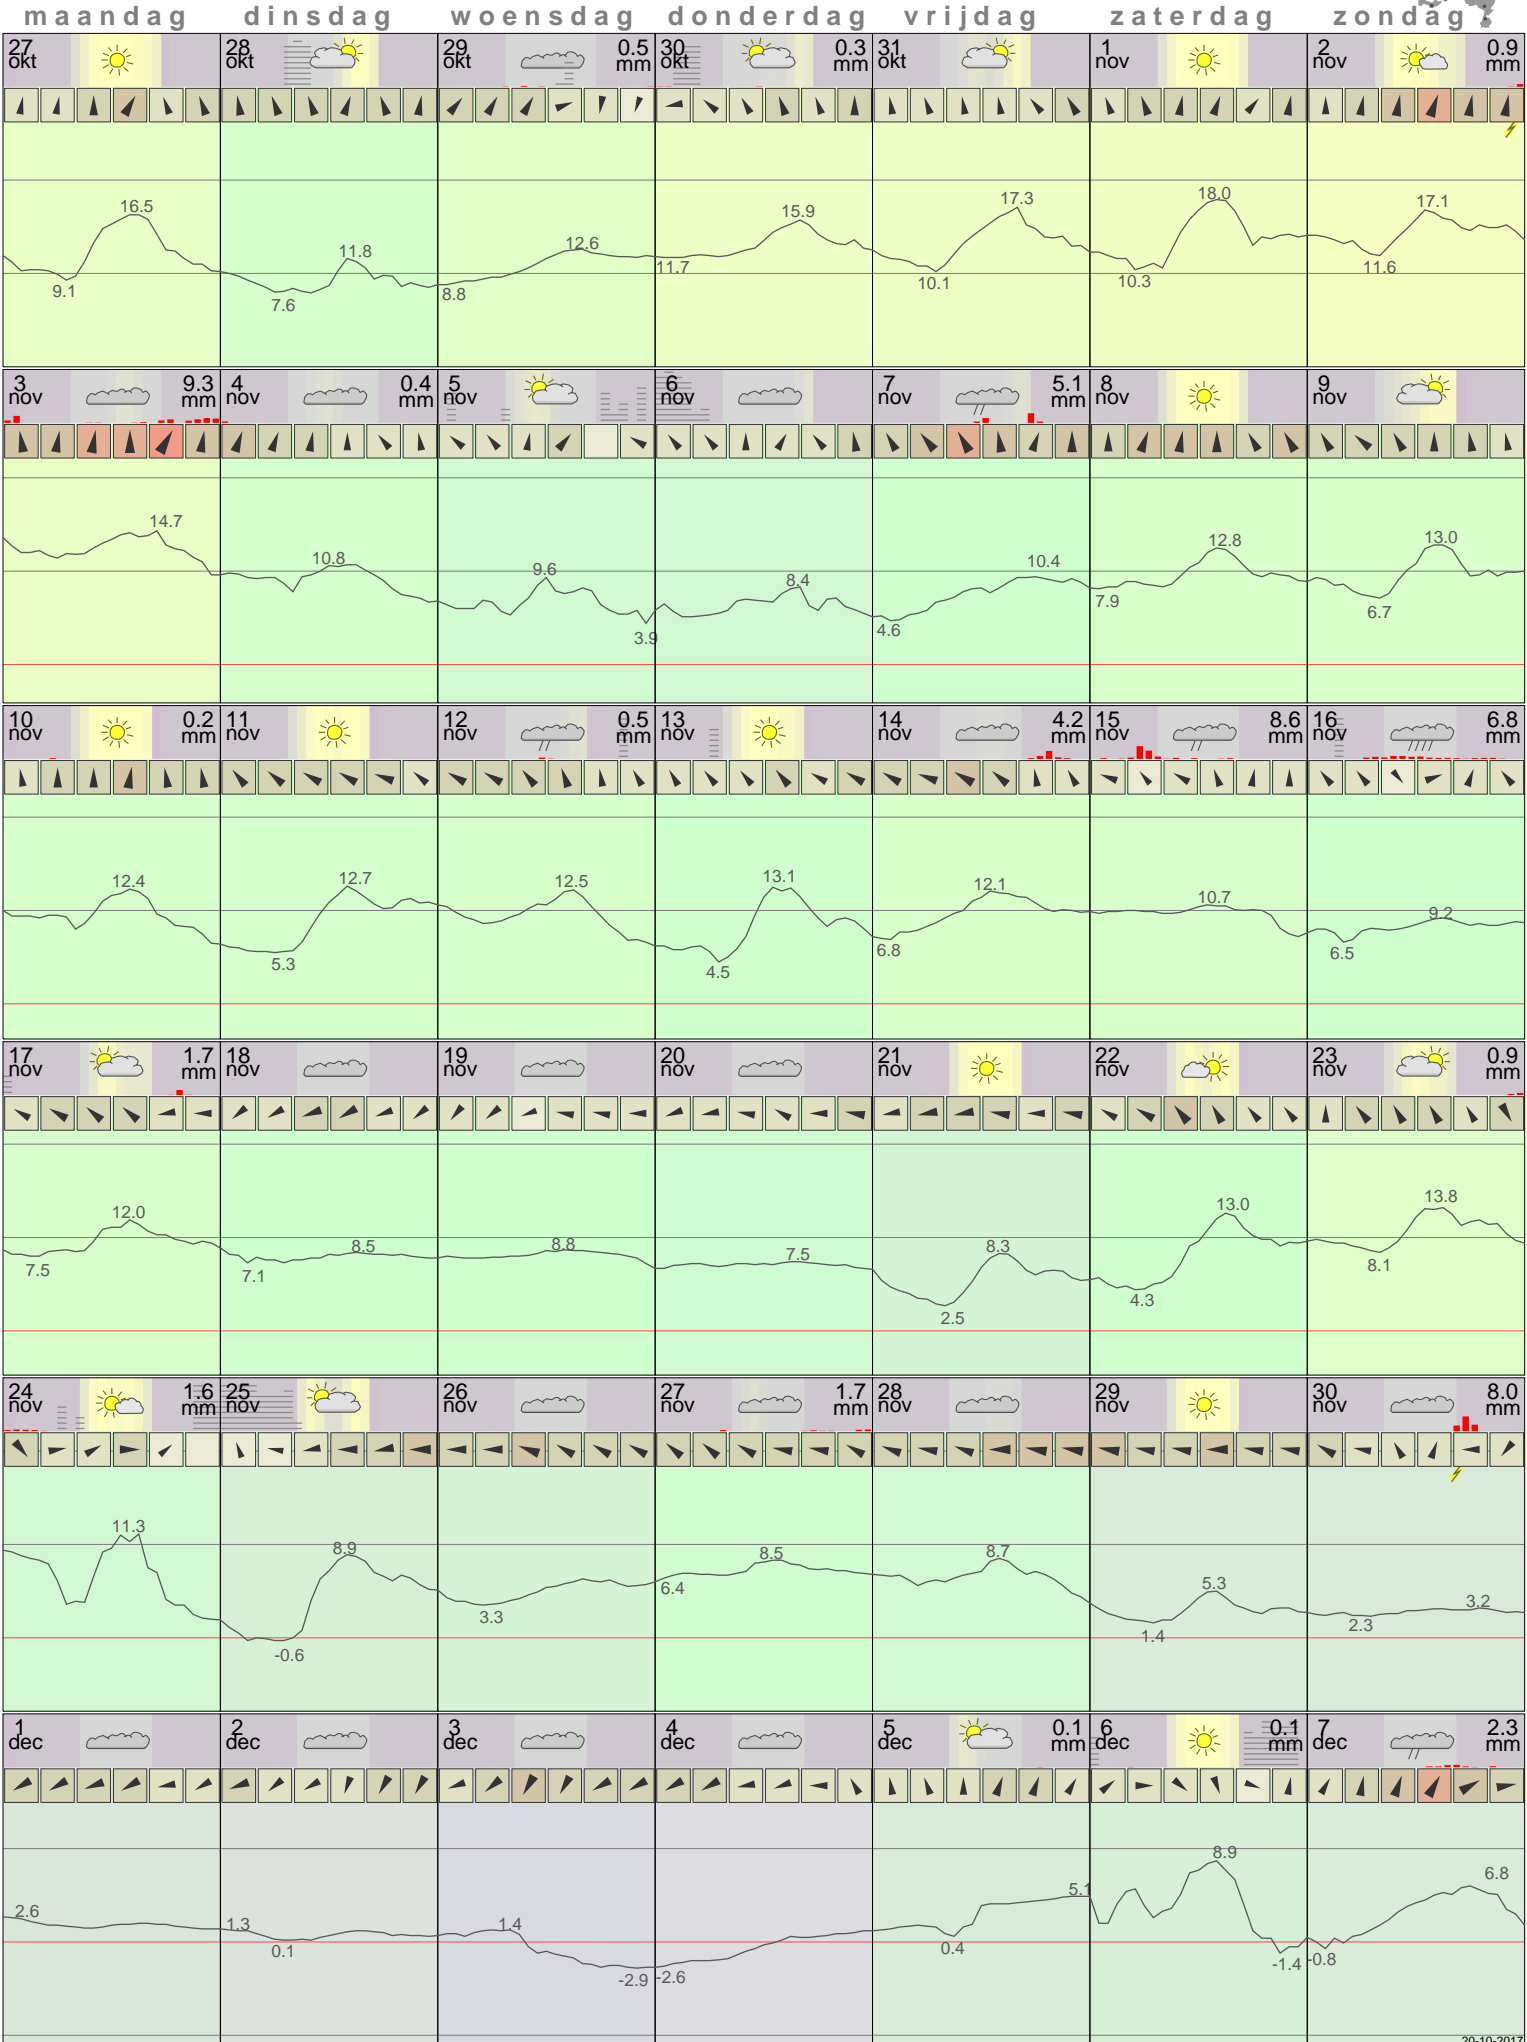 maandag dinsdag woensdag donderdag vrijdag zaterdag zondag
27 28 29 0.5 30 0.3 31 1 2 0.9
okt okt okt mm okt mm okt nov nov mm
16.5 11.8 12.6 15.9 17.3 18.0 17.1
9.1 7.6 8.8 11.7 10.1 10.3 11.6
3 9.3 4 0.4 5 6 7 5.1 8 9
nov mm nov mm nov nov nov mm nov nov
14.7 10.8 9.6 8.4 10.4 12.8 13.0
3.9 4.6 7.9 6.7
10 0.2 11 12 0.5 13 14 4.2 15 8.6 16 6.8
nov mm nov nov mm nov nov mm nov mm nov mm
12.4 12.7 12.5 13.1 12.1 10.7 9.2
5.3 4.5 6.8 6.5
17 1.7 18 19 20 21 22 23 0.9
nov mm nov nov nov nov nov nov mm
12.0 8.5 8.8 7.5 8.3 13.0 13.8
7.5 7.1 2.5 4.3 8.1
24 1.6 25 26 27 1.7 28 29 30 8.0
nov mm nov nov nov mm nov nov nov mm
11.3 8.9 8.5 8.7 5.3 3.2
-0.6 3.3 6.4 1.4 2.3
1 2 3 4 5 0.1 6 0.1 7 2.3
dec dec dec dec dec mm dec mm dec mm
2.6 1.3 1.4 5.1 8.9 6.8
0.1 -2.9 -2.6 0.4 -1.4 -0.8
20-10-2017